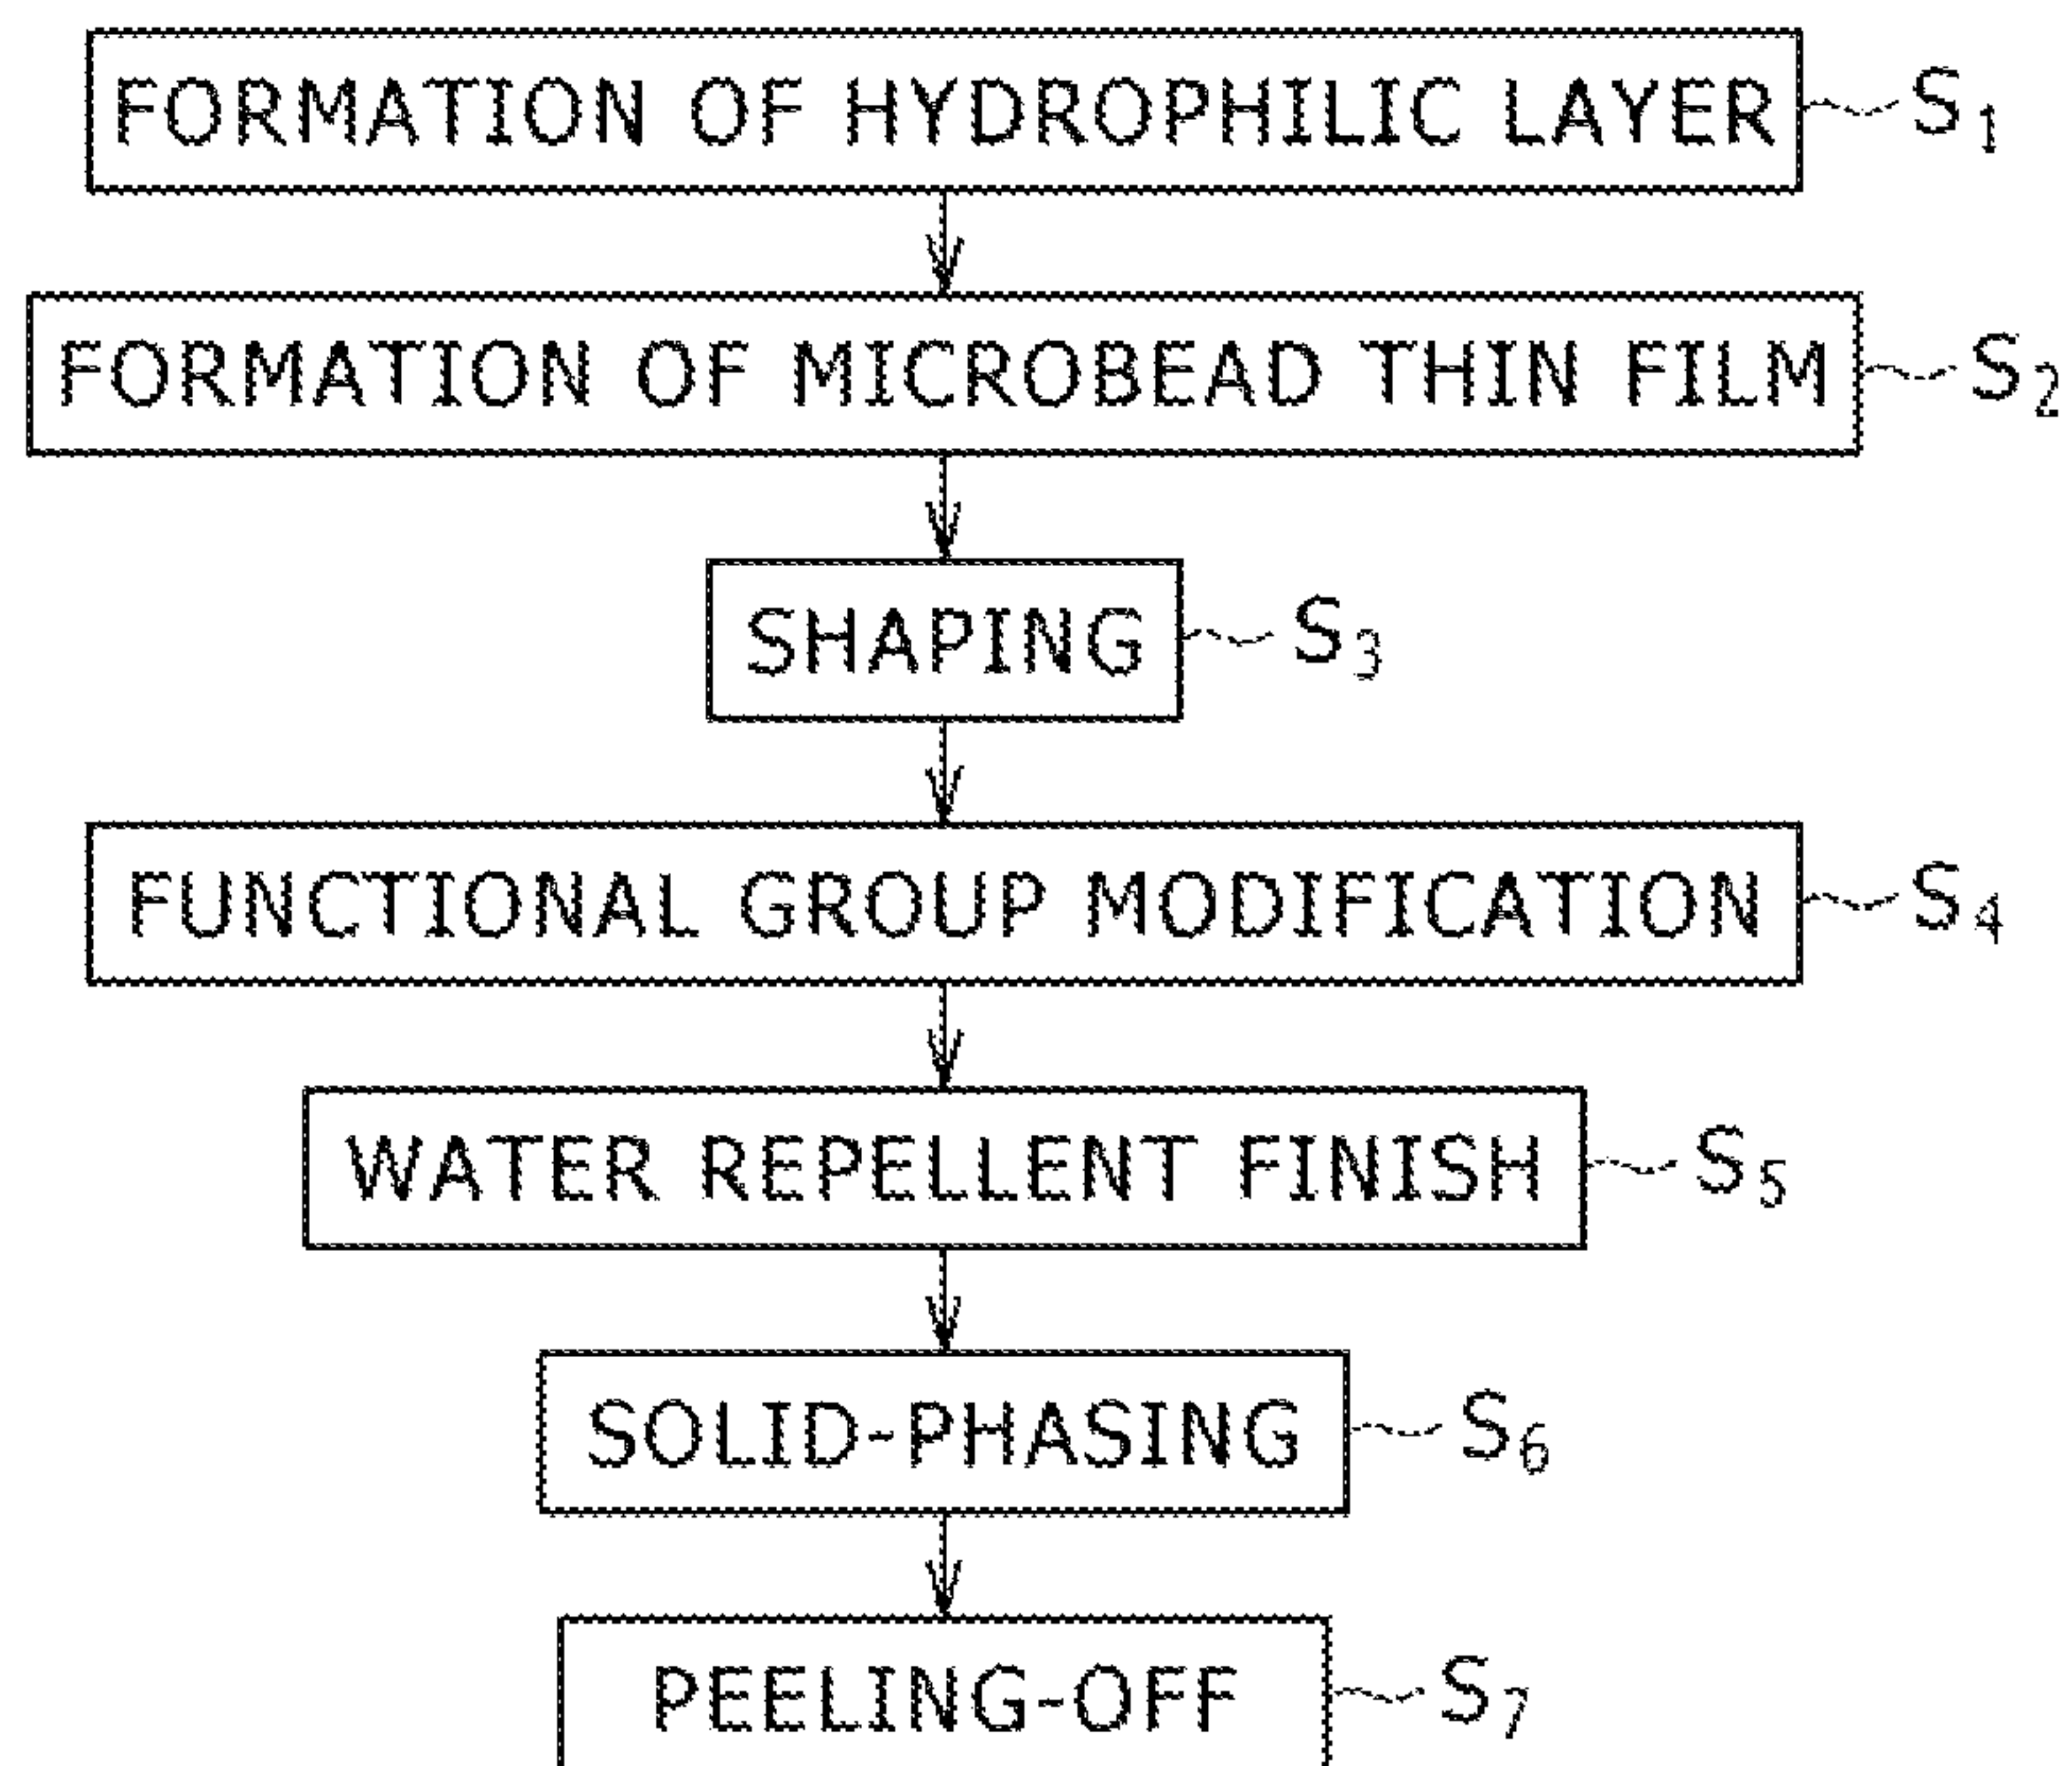 FORMATION OF HYDROPHILIC LAYER S1
FORMATION OF MICROBEAD THIN FILM S2
SHAPING S3
FUNCTIONAL GROUP MODIFICATION S4
WATER REPELLENT FINISH S5
SOLID-PHASING S6
PEELING-OFF S7